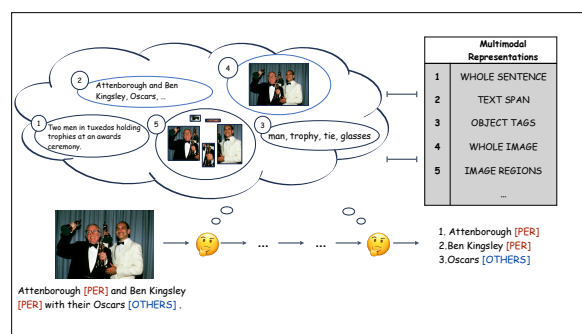 4
2
Attenborough and Ben
Kingsley, Oscars, ...
1
Two men in tuxedos holding
trophies at an awards
ceremony.
5
3
man, trophy, tie, glasses
Multimodal
Representations
1 WHOLE SENTENCE
2 TEXT SPAN
3 OBJECT TAGS
4 WHOLE IMAGE
5 IMAGE REGIONS
...
... ...
1. Attenborough [PER]
2.Ben Kingsley [PER]
3.Oscars [OTHERS]
Attenborough [PER] and Ben Kingsley
[PER] with their Oscars [OTHERS] .